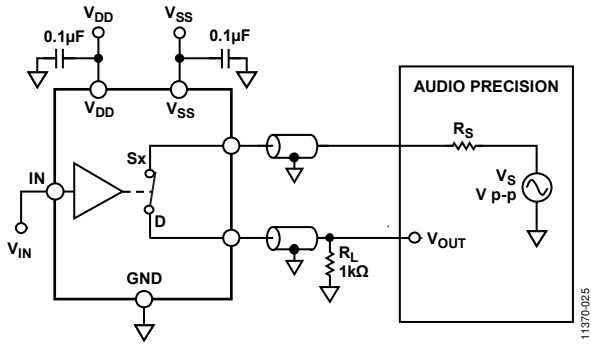 VDD
VSS
0.1µF
0.1µF
VDD
VSS
AUDIO PRECISION
RS
VS
V p-p
Sx
IN
D
VIN
VOUT
RL
1kΩ
GND
11370-025